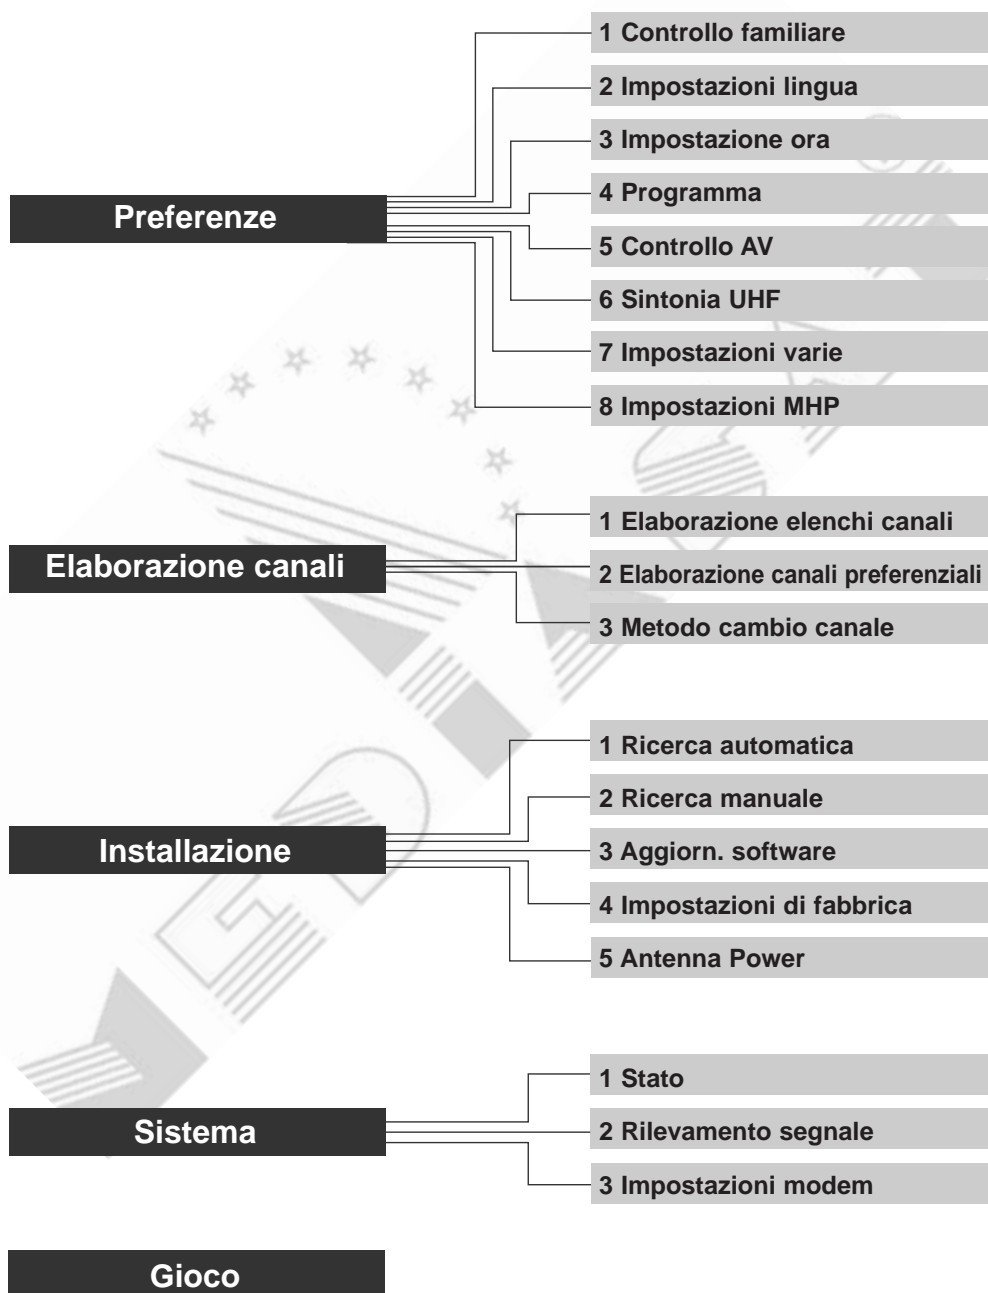 Preferenze
1 Controllo familiare
2 Impostazioni lingua
3 Impostazione ora
4 Programma
5 Controllo AV
6 Sintonia UHF
7 Impostazioni varie
8 Impostazioni MHP
Elaborazione canali
1 Elaborazione elenchi canali
2 Elaborazione canali preferenziali
3 Metodo cambio canale
Installazione
1 Ricerca automatica
2 Ricerca manuale
3 Aggiorn. software
4 Impostazioni di fabbrica
5 Antenna Power
Sistema
1 Stato
2 Rilevamento segnale
3 Impostazioni modem
Gioco